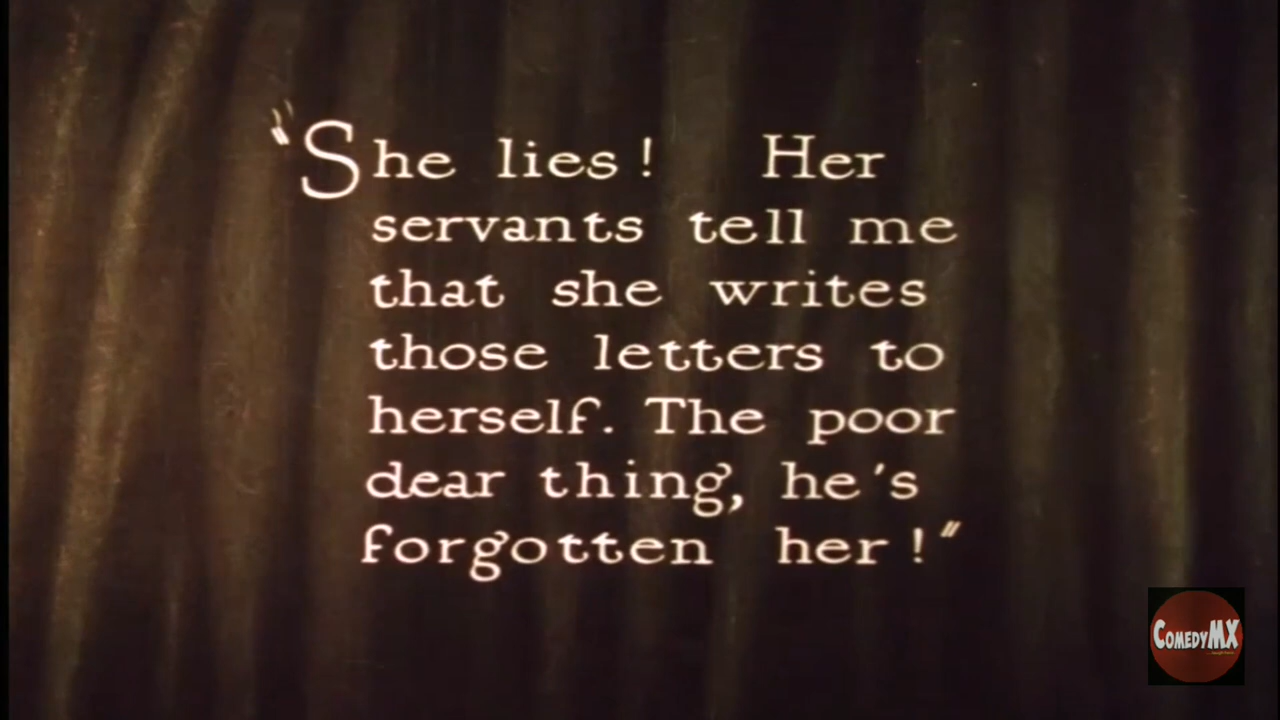 "She lies! Her
servants tell me
that she writes
those letters to
herself. The poor
dear thing, he's
forgotten her!"
COMEDYMX